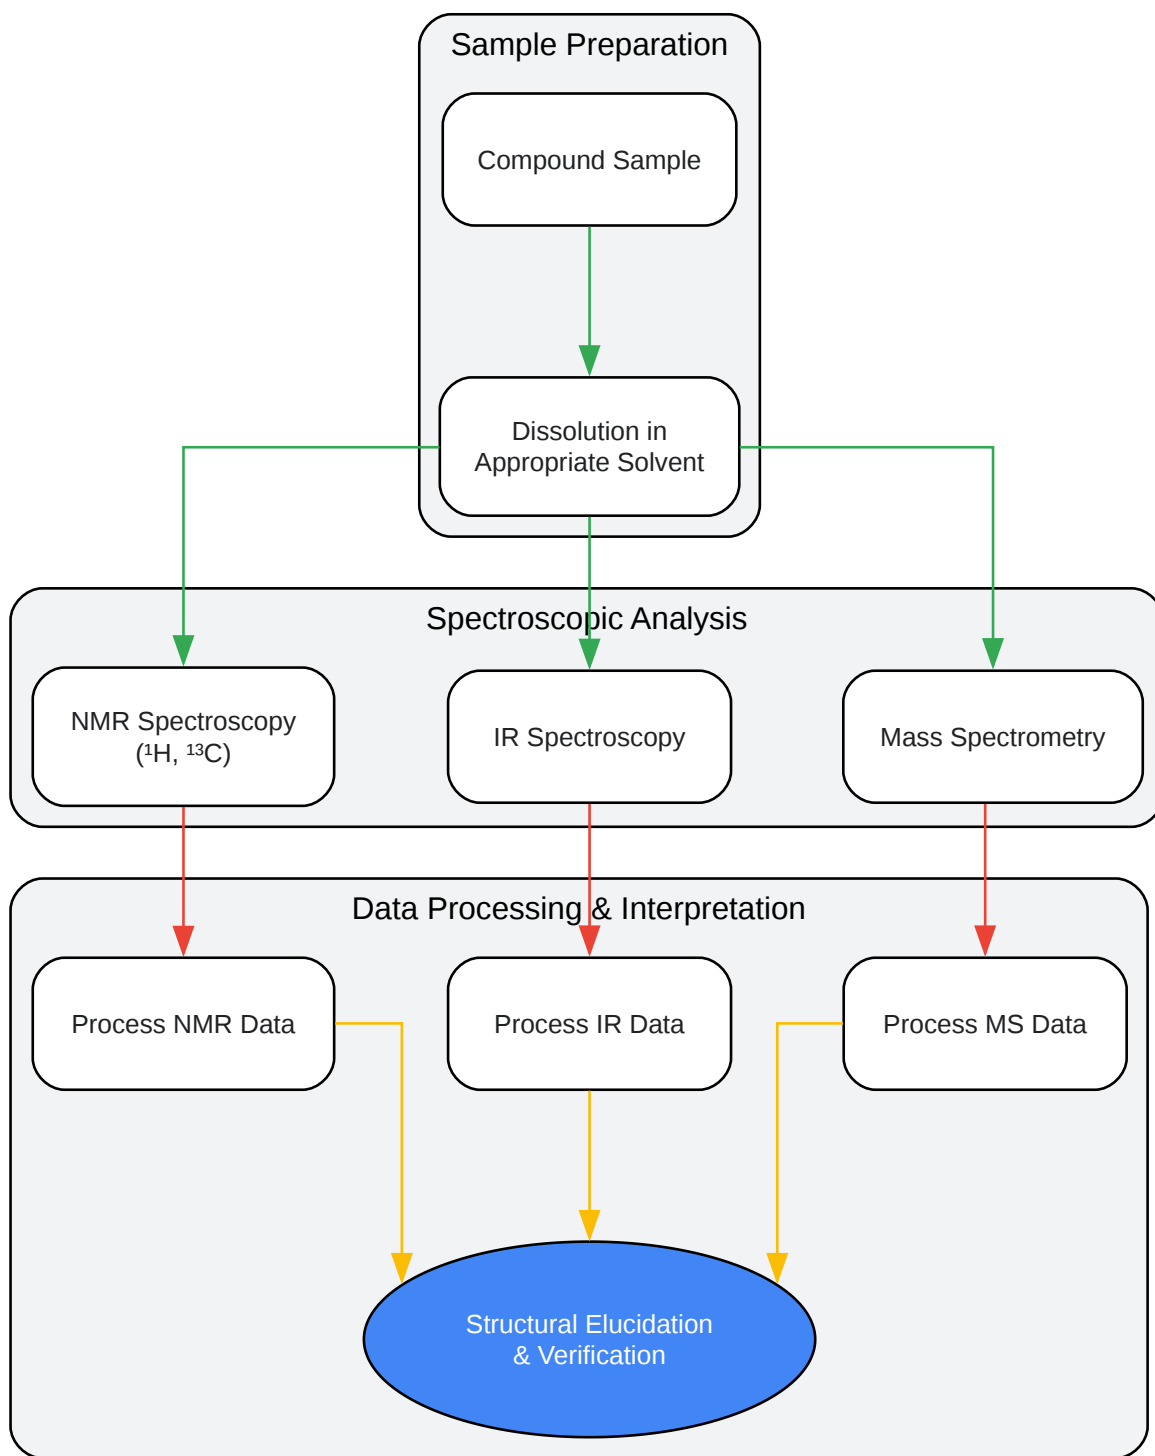 Sample Preparation
Compound Sample
Dissolution in
Appropriate Solvent
Spectroscopic Analysis
NMR Spectroscopy
(¹H, ¹³C)
IR Spectroscopy
Mass Spectrometry
Data Processing & Interpretation
Process NMR Data
Process IR Data
Process MS Data
Structural Elucidation
& Verification